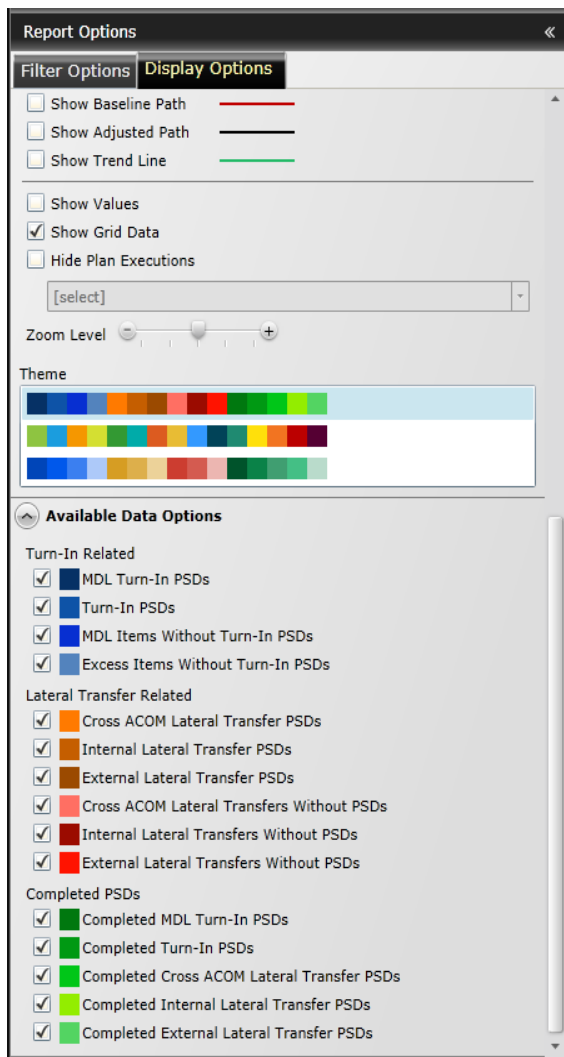 Report Options
Filter Options Display Options
Show Baseline Path
Show Adjusted Path
Show Trend Line
Show Values
Show Grid Data
Hide Plan Executions
[select]
Zoom Level
Theme
Available Data Options
Turn-In Related
MDL Turn-In PSDs
Turn-In PSDs
MDL Items Without Turn-In PSDs
Excess Items Without Turn-In PSDs
Lateral Transfer Related
Cross ACOM Lateral Transfer PSDs
Internal Lateral Transfer PSDs
External Lateral Transfer PSDs
Cross ACOM Lateral Transfers Without PSDs
Internal Lateral Transfers Without PSDs
External Lateral Transfers Without PSDs
Completed PSDs
Completed MDL Turn-In PSDs
Completed Turn-In PSDs
Completed Cross ACOM Lateral Transfer PSDs
Completed Internal Lateral Transfer PSDs
Completed External Lateral Transfer PSDs